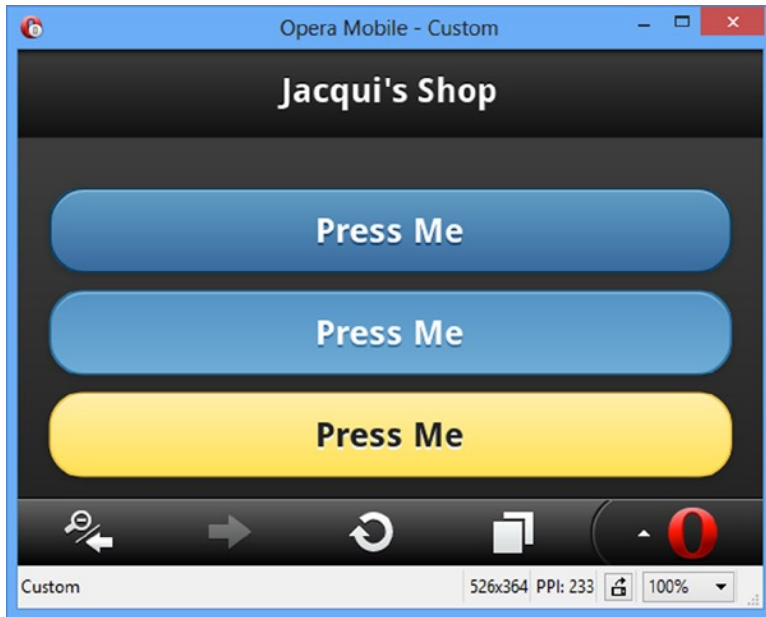 Opera Mobile - Custom
Jacqui's Shop
Press Me
Press Me
Press Me
Custom 526x364 PPI: 233 100%